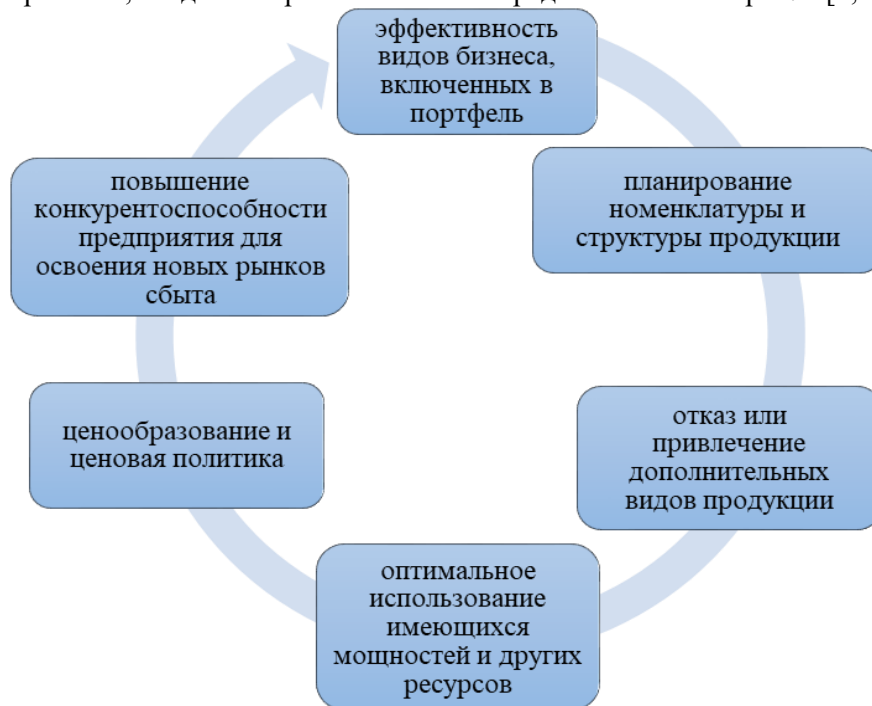 эффективность
видов бизнеса,
включенных в
портфель
планирование
номенклатуры и
структуры продукции
отказ или
привлечение
дополнительных
видов продукции
оптимальное
использование
имеющихся
мощностей и других
ресурсов
ценообразование и
ценовая политика
повышение
конкурентоспособности
предприятия для
освоения новых рынков
сбыта